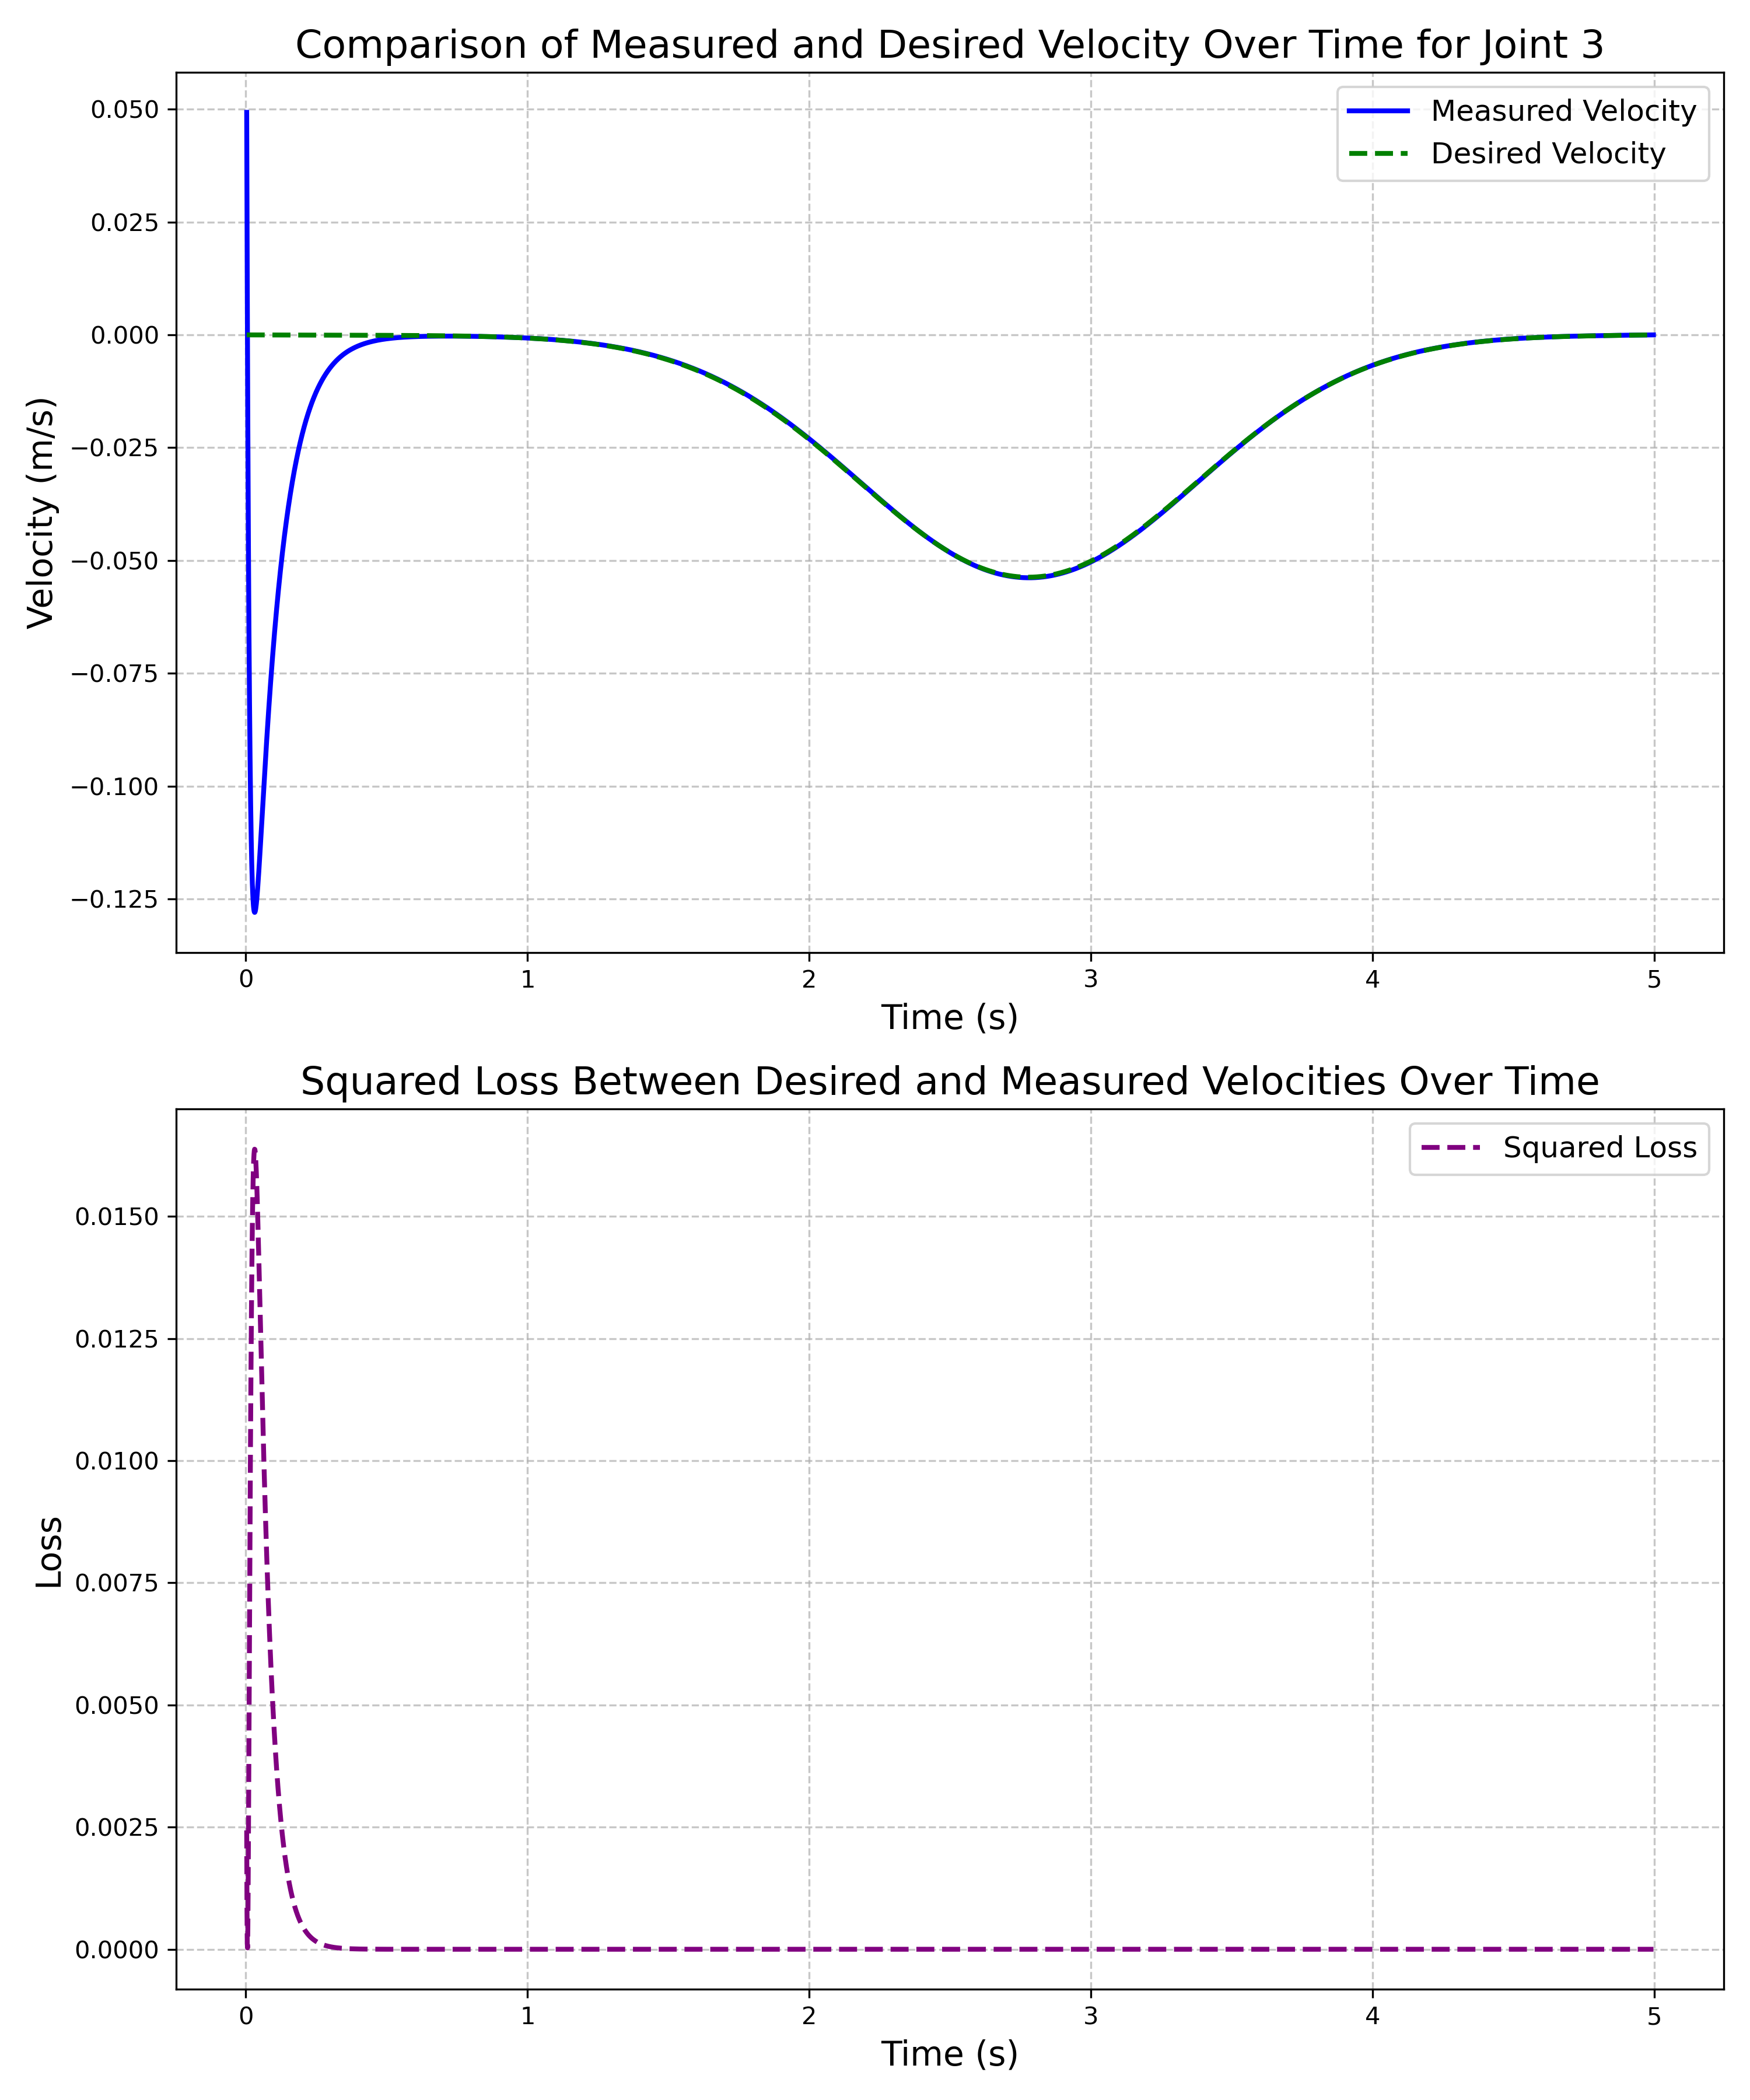 Comparison of Measured and Desired Velocity Over Time for Joint 3
Measured Velocity
Desired Velocity
0.050
0.025
0.000
−0.025
−0.050
−0.075
−0.100
−0.125
Velocity (m/s)
0 1 2 3 4 5
Time (s)
Squared Loss Between Desired and Measured Velocities Over Time
Squared Loss
0.0150
0.0125
0.0100
0.0075
0.0050
0.0025
0.0000
Loss
0 1 2 3 4 5
Time (s)